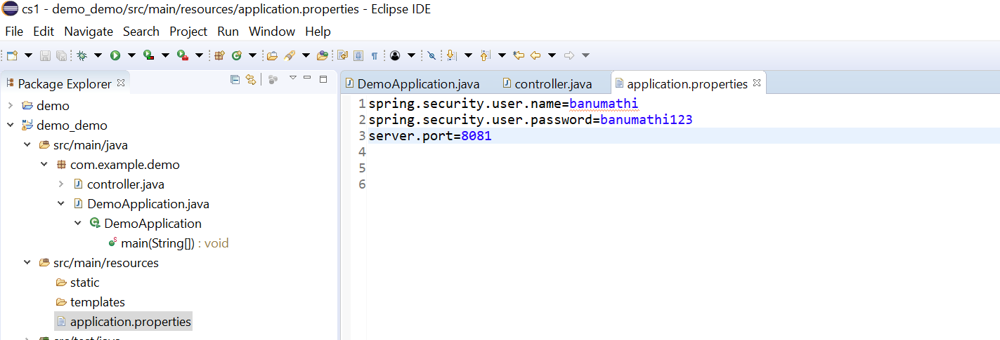 cs1 - demo_demo/src/main/resources/application.properties - Eclipse IDE
File Edit Navigate Search Project Run Window Help
Package Explorer
demo
demo_demo
src/main/java
com.example.demo
controller.java
DemoApplication.java
DemoApplication
main(String[]) : void
src/main/resources
static
templates
application.properties
src/test/java
DemoApplication.java controller.java application.properties
1 spring.security.user.name=banumathi
2 spring.security.user.password=banumathi123
3 server.port=8081
4
5
6